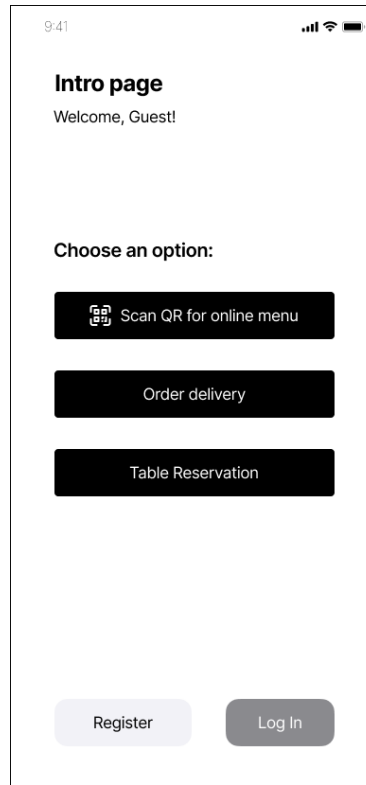 9:41
Intro page
Welcome, Guest!
Choose an option:
Scan QR for online menu
Order delivery
Table Reservation
Register
Log In